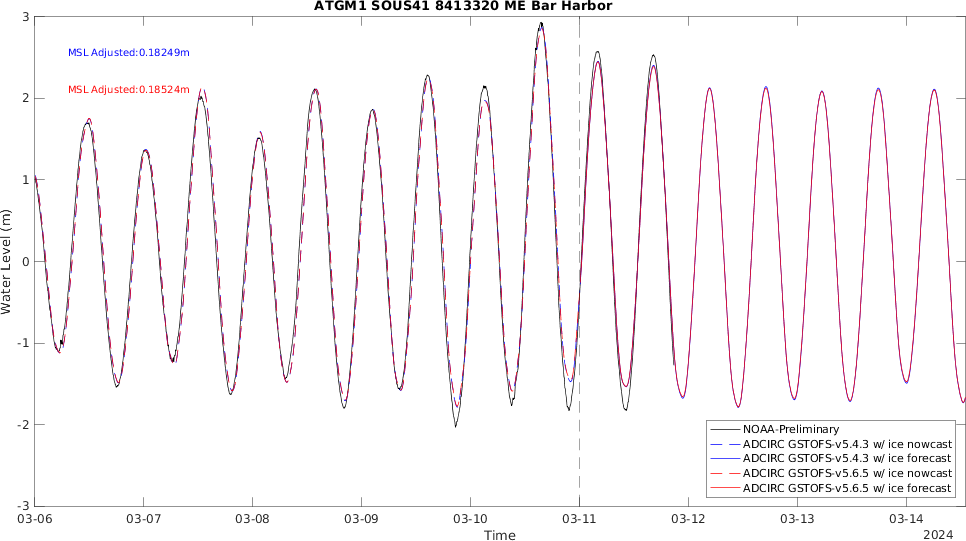 ATGM1 SOUS41 8413320 ME Bar Harbor
3
MSL Adjusted:0.18249m
MSL Adjusted:0.18524m
2
1
0
-1
-2
-3
Water Level (m)
NOAA-Preliminary
ADCIRC GSTOFS-v5.4.3 w/ ice nowcast
ADCIRC GSTOFS-v5.4.3 w/ ice forecast
ADCIRC GSTOFS-v5.6.5 w/ ice nowcast
ADCIRC GSTOFS-v5.6.5 w/ ice forecast
03-06 03-07 03-08 03-09 03-10 03-11 03-12 03-13 03-14
Time
2024